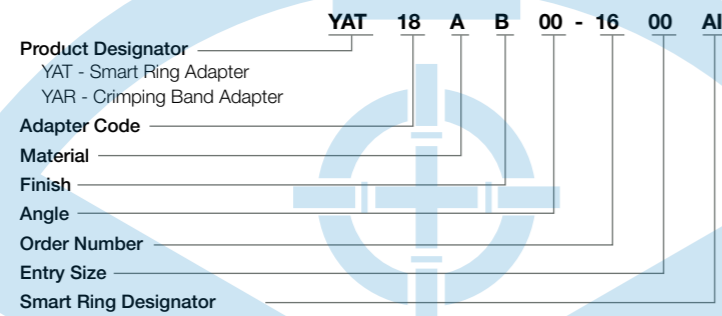 YAT 18 A B 00 - 16 00 AI
Product Designator
YAT - Smart Ring Adapter
YAR - Crimping Band Adapter
Adapter Code
Material
Finish
Angle
Order Number
Entry Size
Smart Ring Designator